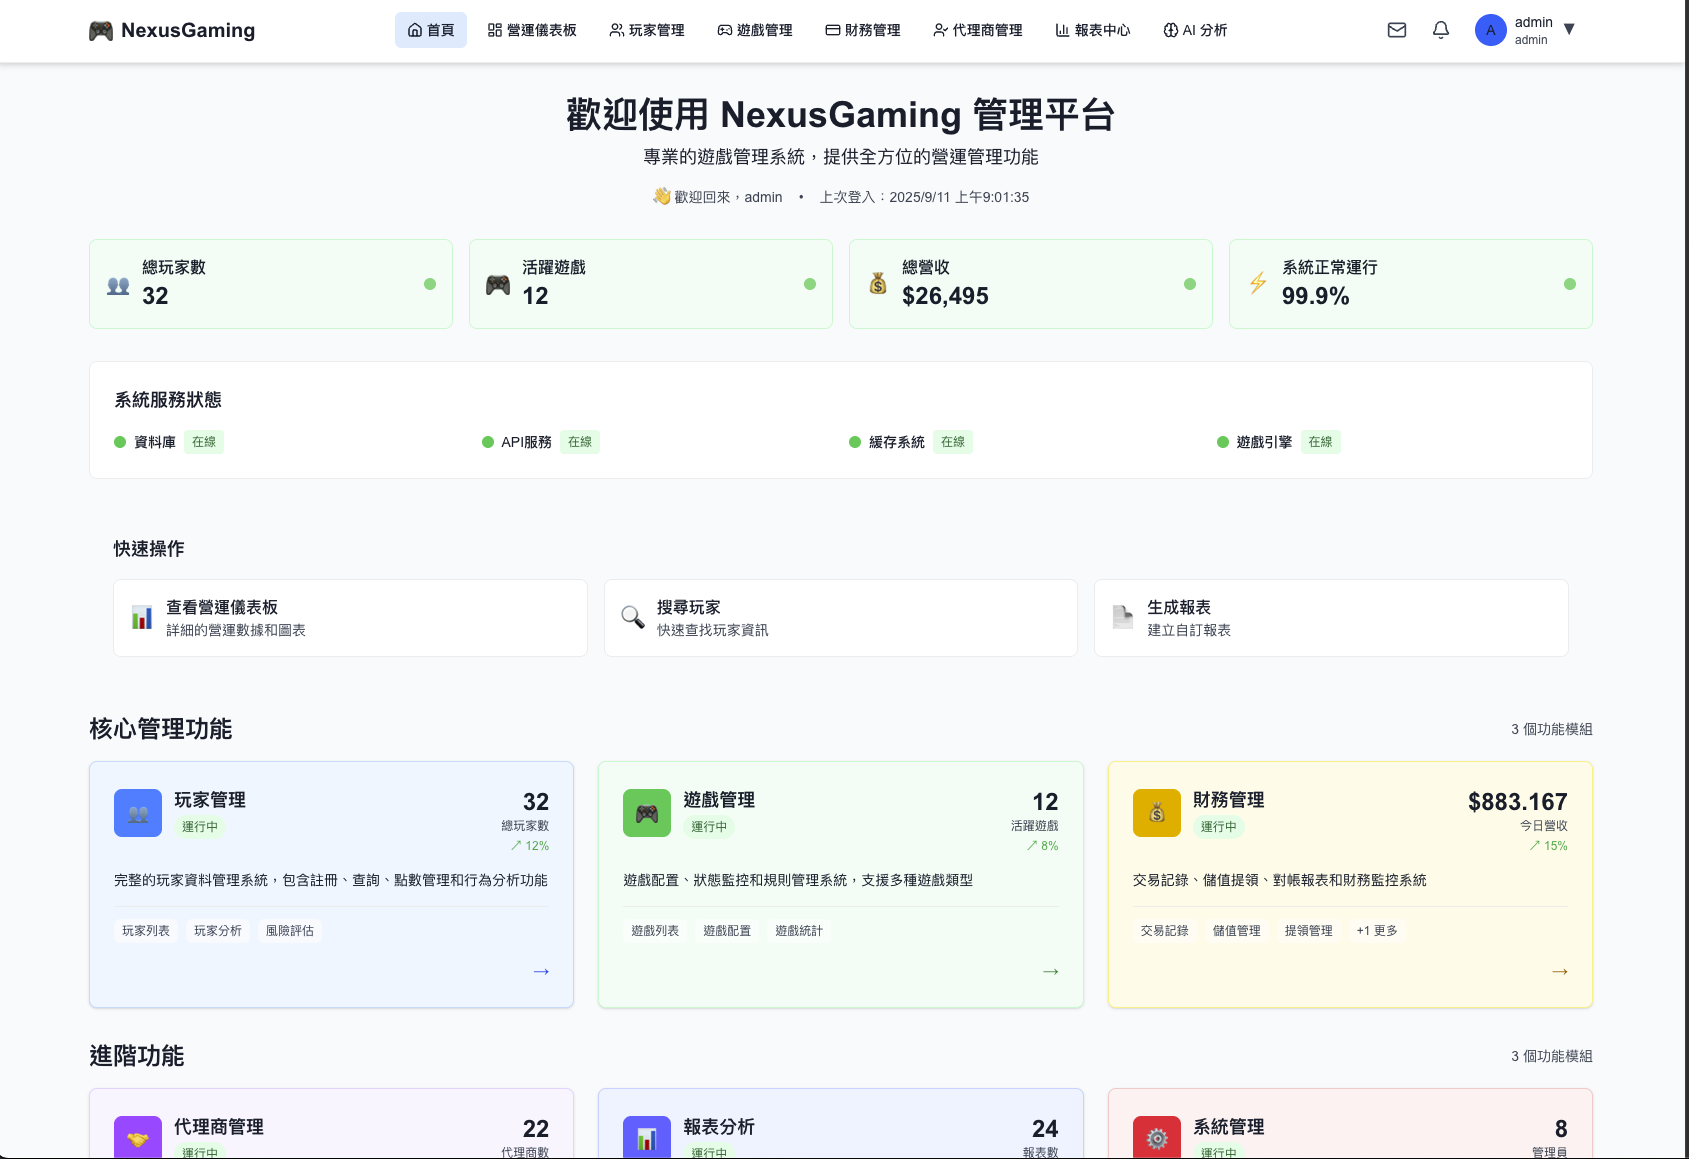 NexusGaming
首頁
營運儀表板
玩家管理
遊戲管理
財務管理
代理商管理
報表中心
AI 分析
A
admin
admin
歡迎使用 NexusGaming 管理平台
專業的遊戲管理系統，提供全方位的營運管理功能
👋 歡迎回來，admin • 上次登入：2025/9/11 上午9:01:35
總玩家數
32
活躍遊戲
12
總營收
$26,495
系統正常運行
99.9%
系統服務狀態
資料庫 在線
API服務 在線
緩存系統 在線
遊戲引擎 在線
快速操作
查看營運儀表板
詳細的營運數據和圖表
搜尋玩家
快速查找玩家資訊
生成報表
建立自訂報表
核心管理功能
3 個功能模組
玩家管理
運行中
32
總玩家數
↗ 12%
完整的玩家資料管理系統，包含註冊、查詢、點數管理和行為分析功能
玩家列表 玩家分析 風險評估
→
遊戲管理
運行中
12
活躍遊戲
↗ 8%
遊戲配置、狀態監控和規則管理系統，支援多種遊戲類型
遊戲列表 遊戲配置 遊戲統計
→
財務管理
運行中
$883.167
今日營收
↗ 15%
交易記錄、儲值提領、對帳報表和財務監控系統
交易記錄 儲值管理 提領管理 +1 更多
→
進階功能
3 個功能模組
代理商管理
運行中
22
代理商數
報表分析
運行中
24
報表數
系統管理
運行中
8
管理員